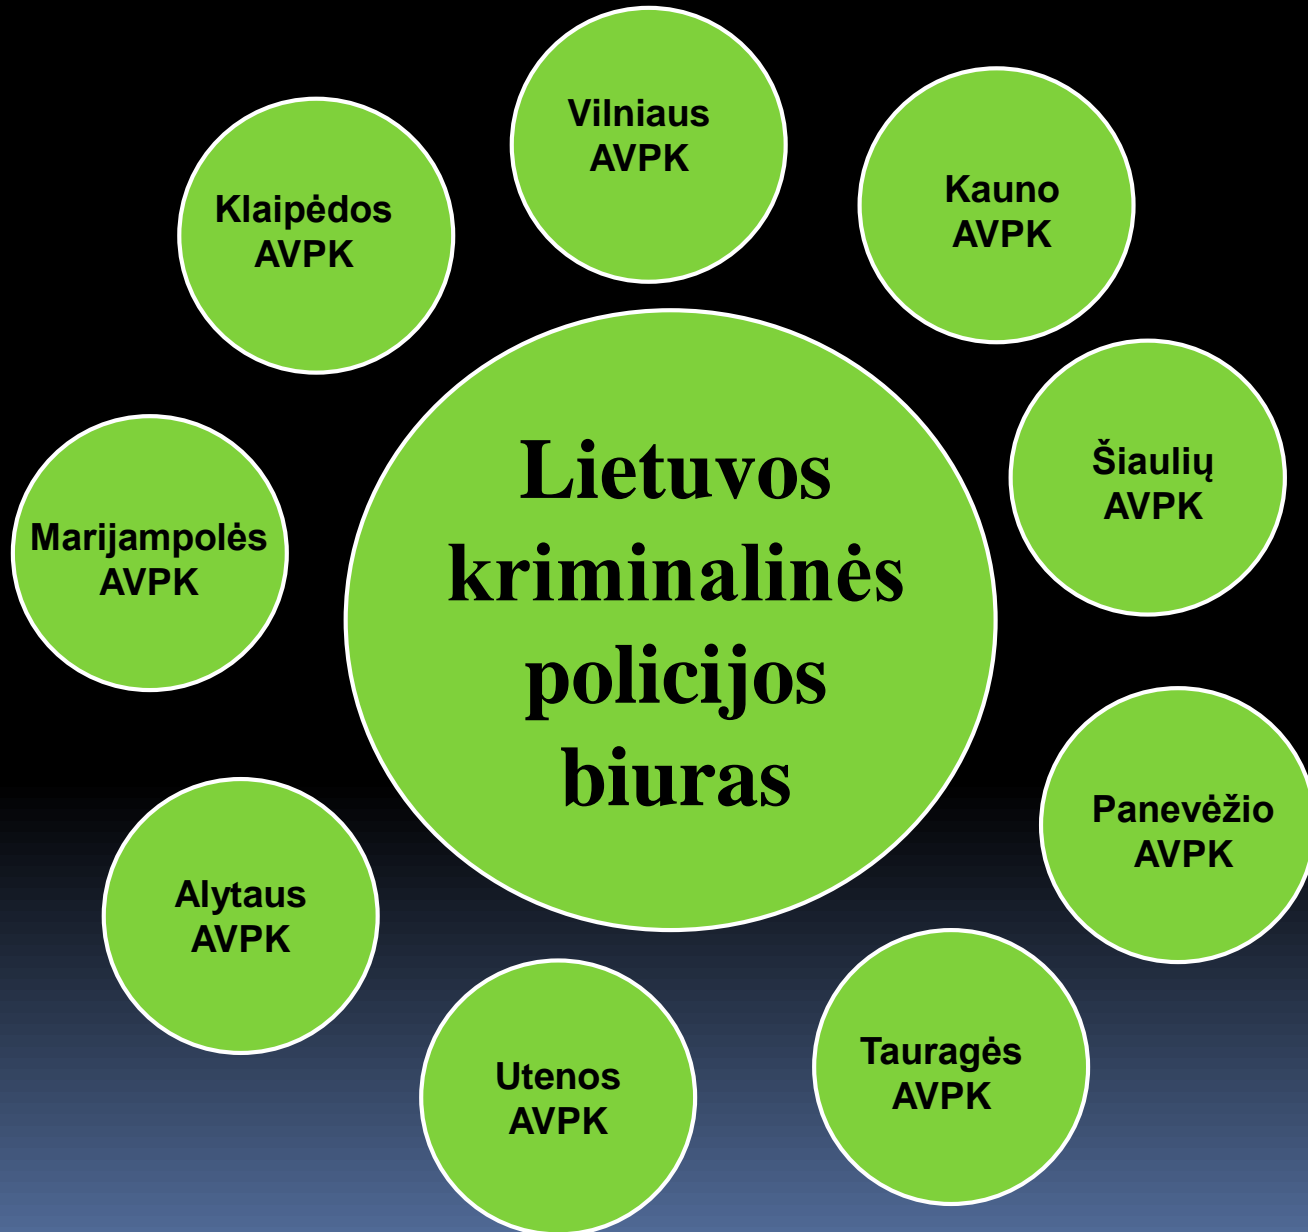 Vilniaus
AVPK
Kauno
AVPK
Klaipėdos
AVPK
Šiaulių
AVPK
Lietuvos
kriminalinės
policijos
biuras
Marijampolės
AVPK
Panevėžio
AVPK
Alytaus
AVPK
Tauragės
AVPK
Utenos
AVPK